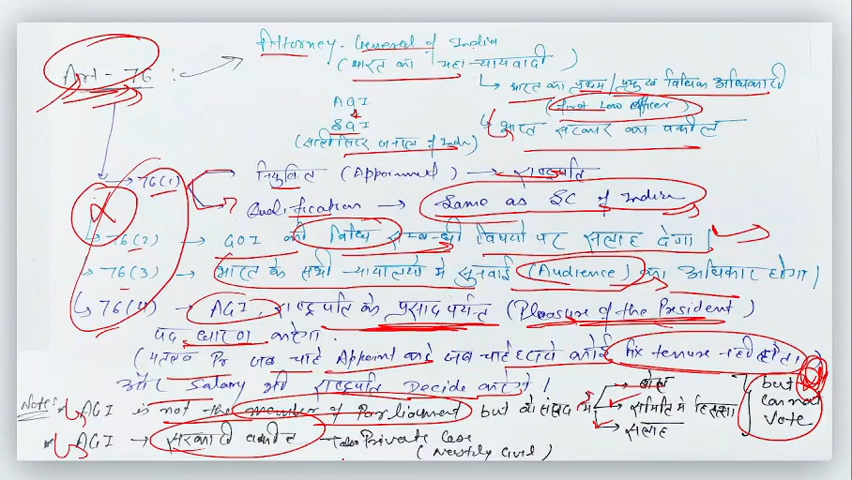 Attorney-General of India
Art - 76 :
(भारत का महान्यायवादी)
भारत का प्रथम / प्रमुख विधिक अधिकारी
(First Law Officer)
AGI
SGI
(सालीसिटर जनरल of India)
भारत सरकार का वकील
76(1) नियुक्ति (Appointment) → राष्ट्रपति
Qualification → Same as SC of India
76(2) → GOI को विधि सम्बन्धी विषयों पर सलाह देगा |
76(3) → भारत के सभी न्यायालयो मे सुनवाई (Audience) का अधिकार होगा |
76(4) → AGI, राष्ट्रपति के प्रसाद पर्यन्त (Pleasure of the President)
पद धारण करेगा
(मतलब Pr जब चाहे Appoint करे जब चाहे हटाये कोई fix tenure नहीं होता।
और Salary भी राष्ट्रपति Decide करेगे |
Note: AGI is not the member of Parliament but वो संसद मे
बोल
समिति मे हिस्सा
सलाह
but cannot vote
AGI → सरकारी वकील → Private Case
(Mostly Civil)